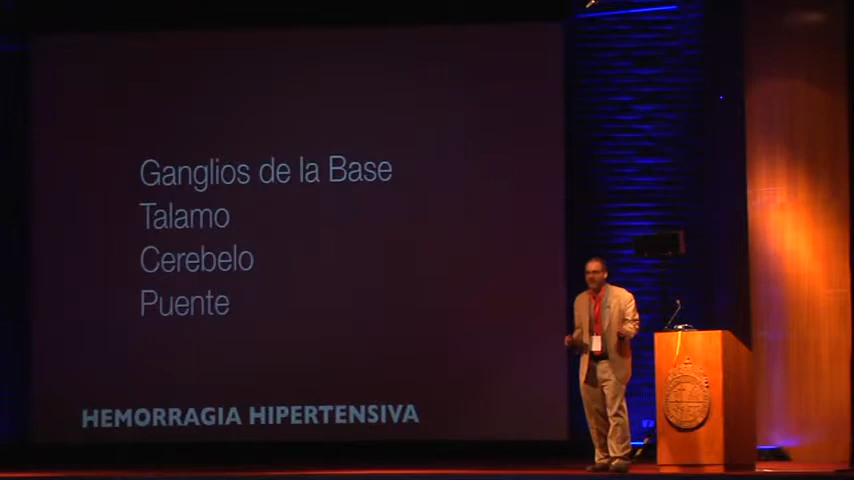 Ganglios de la Base
Talamo
Cerebelo
Puente
HEMORRAGIA HIPERTENSIVA